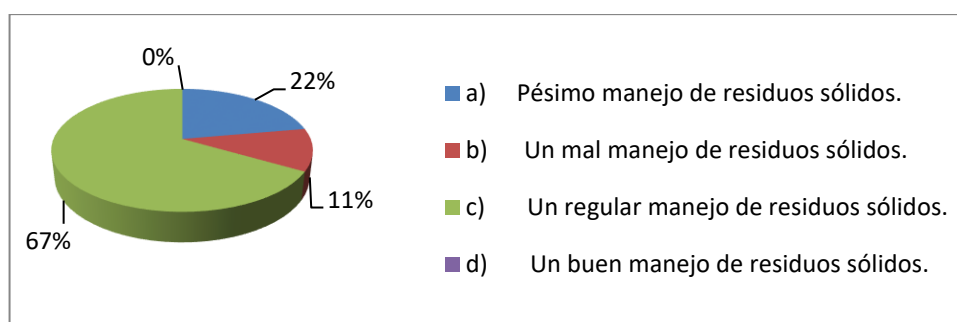 0%
22%
11%
67%
a) Pésimo manejo de residuos sólidos.
b) Un mal manejo de residuos sólidos.
c) Un regular manejo de residuos sólidos.
d) Un buen manejo de residuos sólidos.